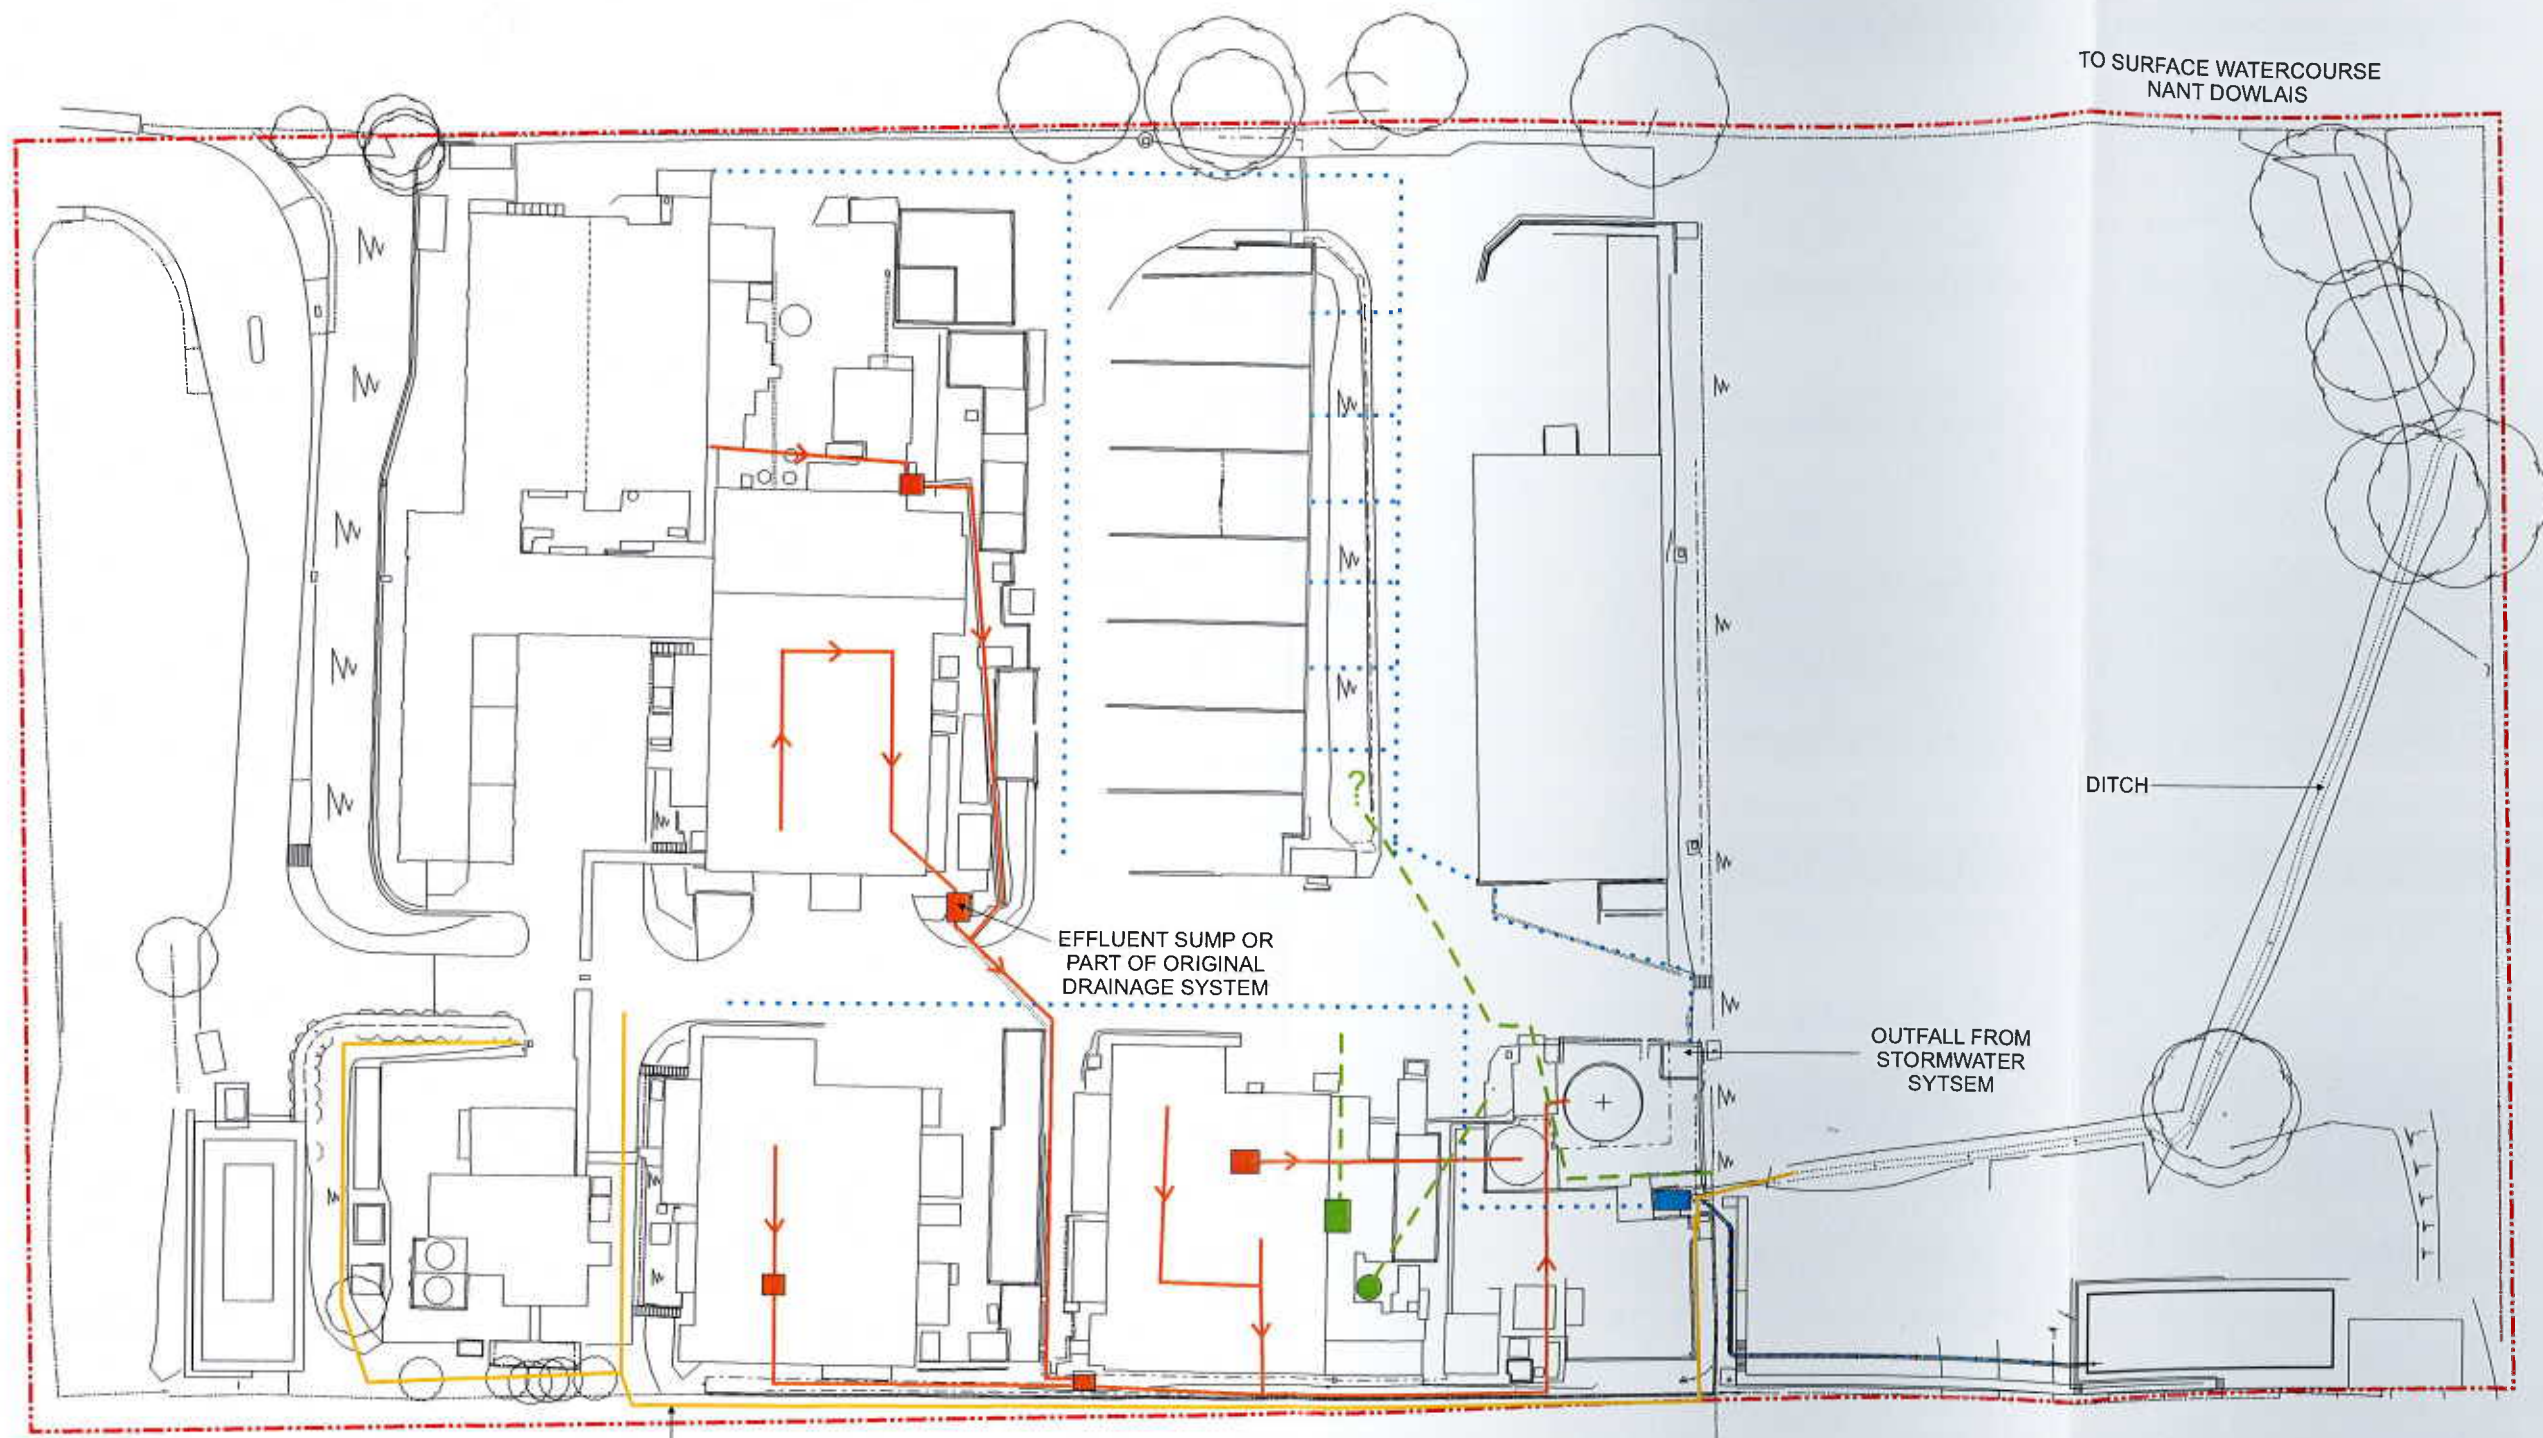 TO SURFACE WATERCOURSE
NANT DOWLAIS
?
DITCH
EFFLUENT SUMP OR
PART OF ORIGINAL
DRAINAGE SYSTEM
OUTFALL FROM
STORMWATER
SYTSEM